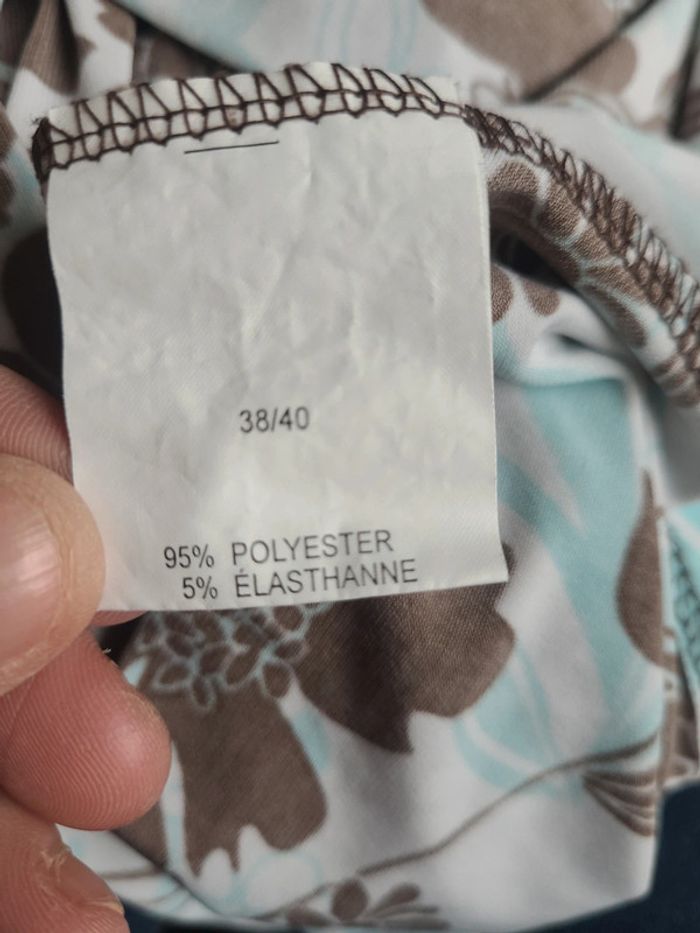 38/40
95% POLYESTER
5% ÉLASTHANNE